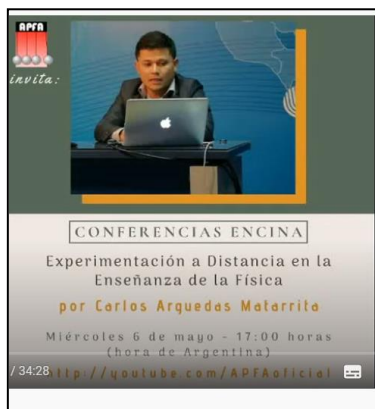 APFA
invita:
CONFERENCIAS ENCINA
Experimentación a Distancia en la
Enseñanza de la Física
por Carlos Arguedas Matarrita
Miércoles 6 de mayo - 17:00 horas
(hora de Argentina)
/ 34:28
http://youtube.com/APFAoficial